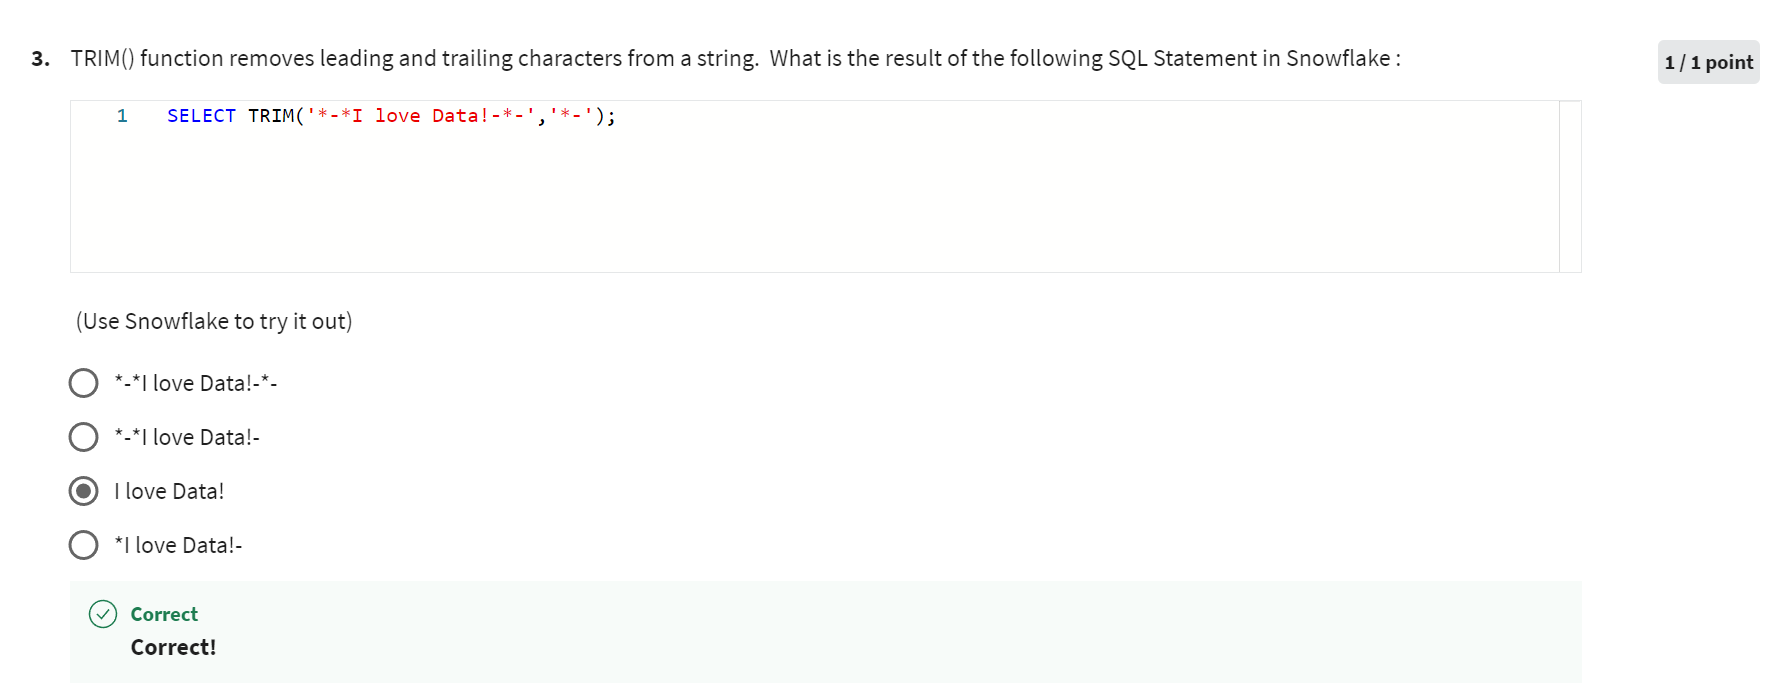 3. TRIM() function removes leading and trailing characters from a string. What is the result of the following SQL Statement in Snowflake :
1 / 1 point
1 SELECT TRIM('*-*I love Data!-*-','*-');
(Use Snowflake to try it out)
*-*I love Data!-*-
*-*I love Data!-
I love Data!
*I love Data!-
Correct
Correct!